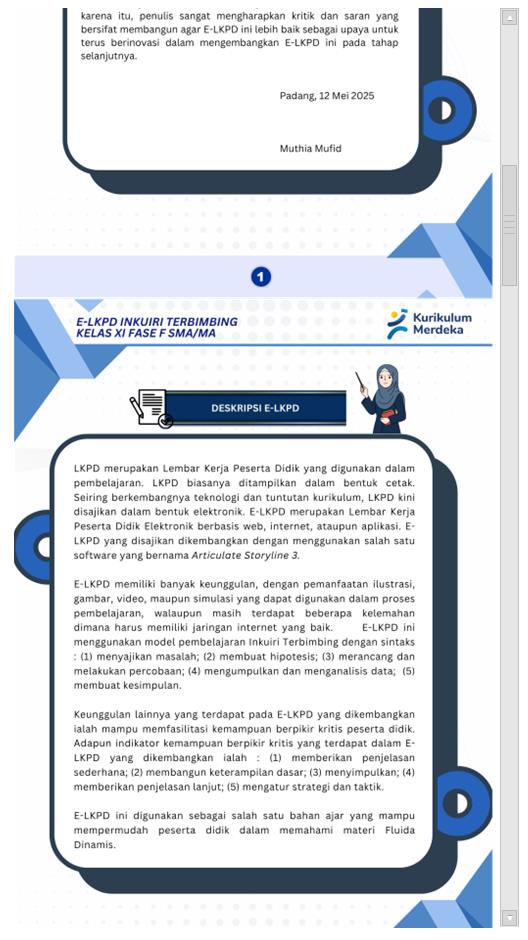 karena itu, penulis sangat mengharapkan kritik dan saran yang
bersifat membangun agar E-LKPD ini lebih baik sebagai upaya untuk
terus berinovasi dalam mengembangkan E-LKPD ini pada tahap
selanjutnya.
Padang, 12 Mei 2025
Muthia Mufid
1
E-LKPD INKUIRI TERBIMBING
KELAS XI FASE F SMA/MA
Kurikulum
Merdeka
DESKRIPSI E-LKPD
LKPD merupakan Lembar Kerja Peserta Didik yang digunakan dalam
pembelajaran. LKPD biasanya ditampilkan dalam bentuk cetak.
Seiring berkembangnya teknologi dan tuntutan kurikulum, LKPD kini
disajikan dalam bentuk elektronik. E-LKPD merupakan Lembar Kerja
Peserta Didik Elektronik berbasis web, internet, ataupun aplikasi. E-
LKPD yang disajikan dikembangkan dengan menggunakan salah satu
software yang bernama Articulate Storyline 3.
E-LKPD memiliki banyak keunggulan, dengan pemanfaatan ilustrasi,
gambar, video, maupun simulasi yang dapat digunakan dalam proses
pembelajaran, walaupun masih terdapat beberapa kelemahan
dimana harus memiliki jaringan internet yang baik. E-LKPD ini
menggunakan model pembelajaran Inkuiri Terbimbing dengan sintaks
: (1) menyajikan masalah; (2) membuat hipotesis; (3) merancang dan
melakukan percobaan; (4) mengumpulkan dan menganalisis data; (5)
membuat kesimpulan.
Keunggulan lainnya yang terdapat pada E-LKPD yang dikembangkan
ialah mampu memfasilitasi kemampuan berpikir kritis peserta didik.
Adapun indikator kemampuan berpikir kritis yang terdapat dalam E-
LKPD yang dikembangkan ialah : (1) memberikan penjelasan
sederhana; (2) membangun keterampilan dasar; (3) menyimpulkan; (4)
memberikan penjelasan lanjut; (5) mengatur strategi dan taktik.
E-LKPD ini digunakan sebagai salah satu bahan ajar yang mampu
mempermudah peserta didik dalam memahami materi Fluida
Dinamis.